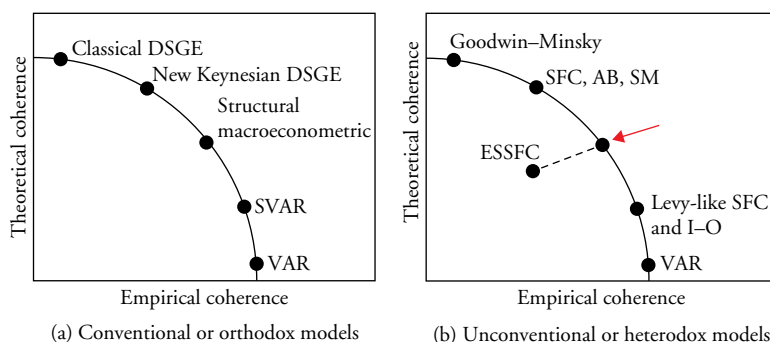 Theoretical coherence
Classical DSGE
New Keynesian DSGE
Structural
macroeconometric
SVAR
VAR
Empirical coherence
(a) Conventional or orthodox models
Theoretical coherence
Goodwin–Minsky
SFC, AB, SM
ESSFC
Levy-like SFC
and I–O
VAR
Empirical coherence
(b) Unconventional or heterodox models